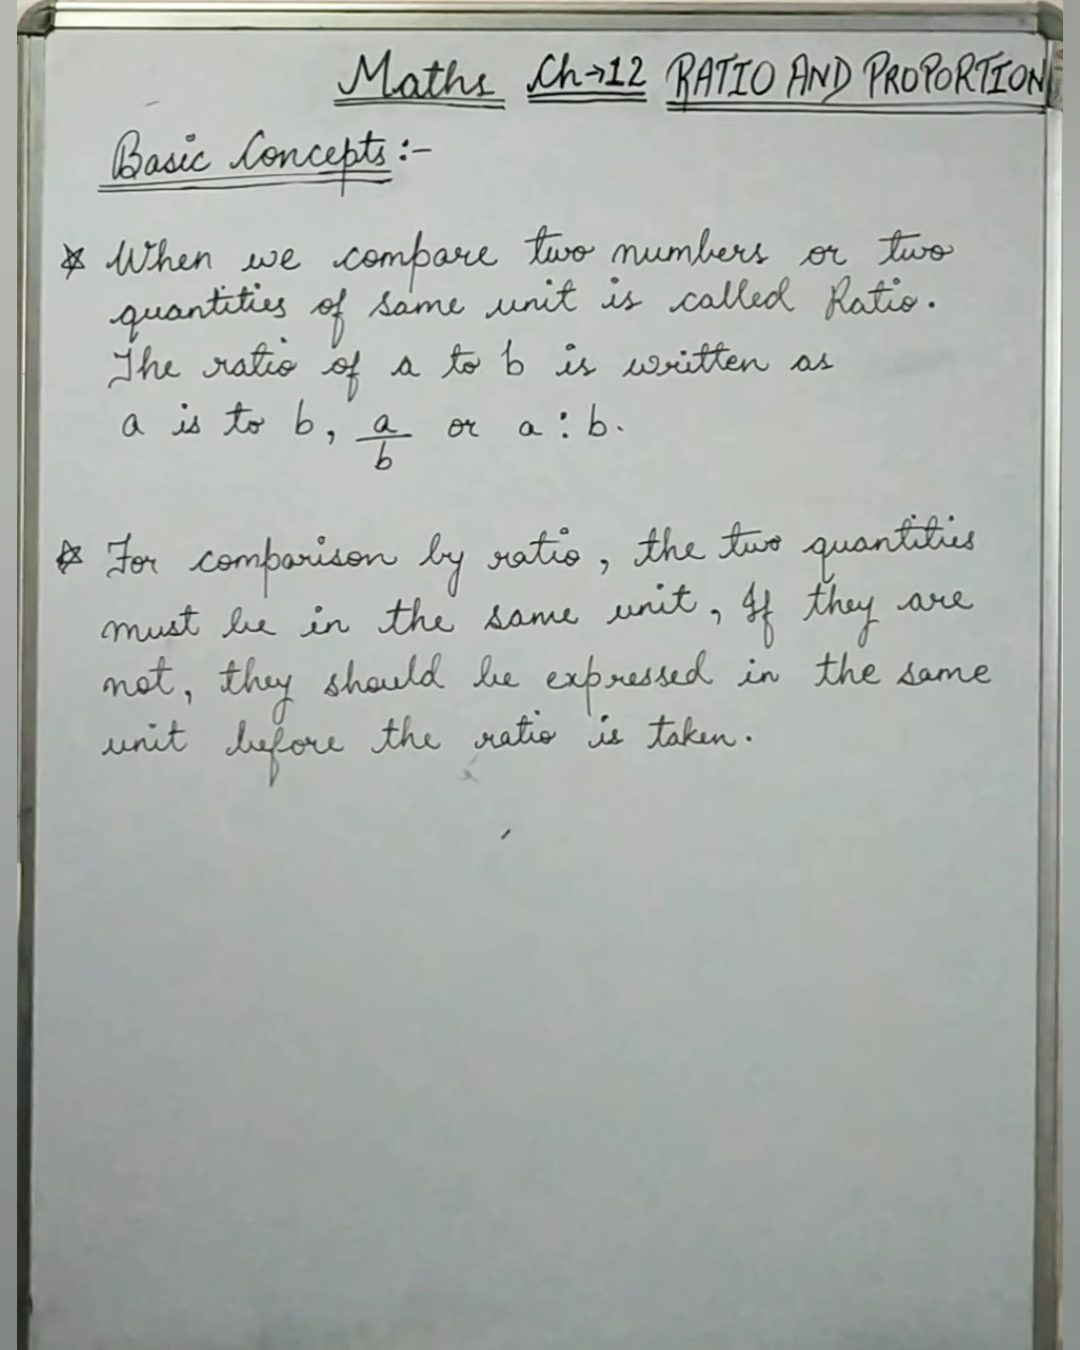 Maths Ch→12 RATIO AND PROPORTION
Basic Concepts :-
☆ When we compare two numbers or two
quantities of same unit is called Ratio.
The ratio of a to b is written as
a is to b, a/b or a : b.
☆ For comparison by ratio, the two quantities
must be in the same unit, If they are
not, they should be expressed in the same
unit before the ratio is taken.